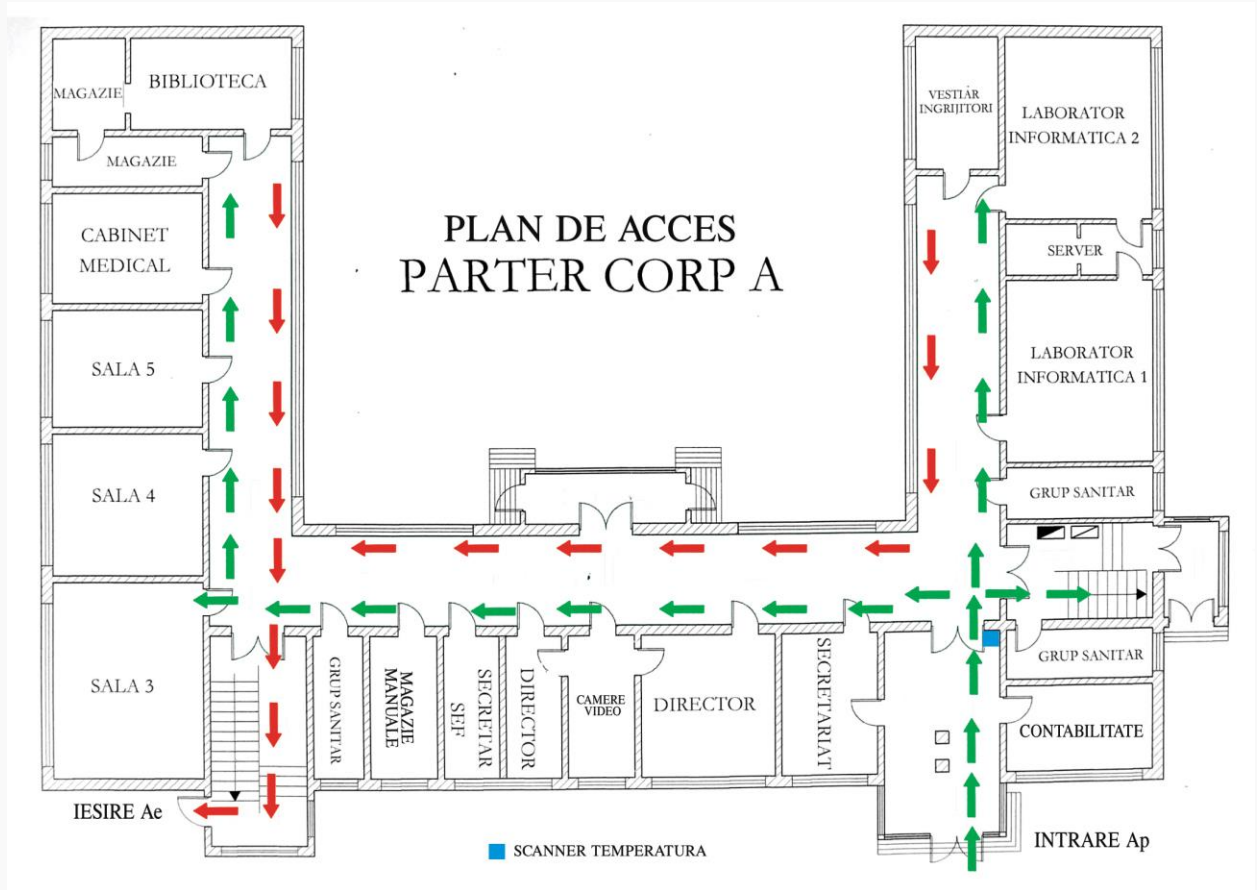 PLAN DE ACCES
PARTER CORP A
MAGAZIE
BIBLIOTECA
MAGAZIE
CABINET
MEDICAL
SALA 5
SALA 4
SALA 3
VESTIAR
INGRIJITORI
LABORATOR
INFORMATICA 2
SERVER
LABORATOR
INFORMATICA 1
GRUP SANITAR
GRUP SANITAR
CONTABILITATE
GRUP SANITAR
MAGAZIE
MANUALE
SECRETAR
SEF
DIRECTOR
CAMERE
VIDEO
DIRECTOR
SECRETARIAT
IESIRE Ae
SCANNER TEMPERATURA
INTRARE Ap